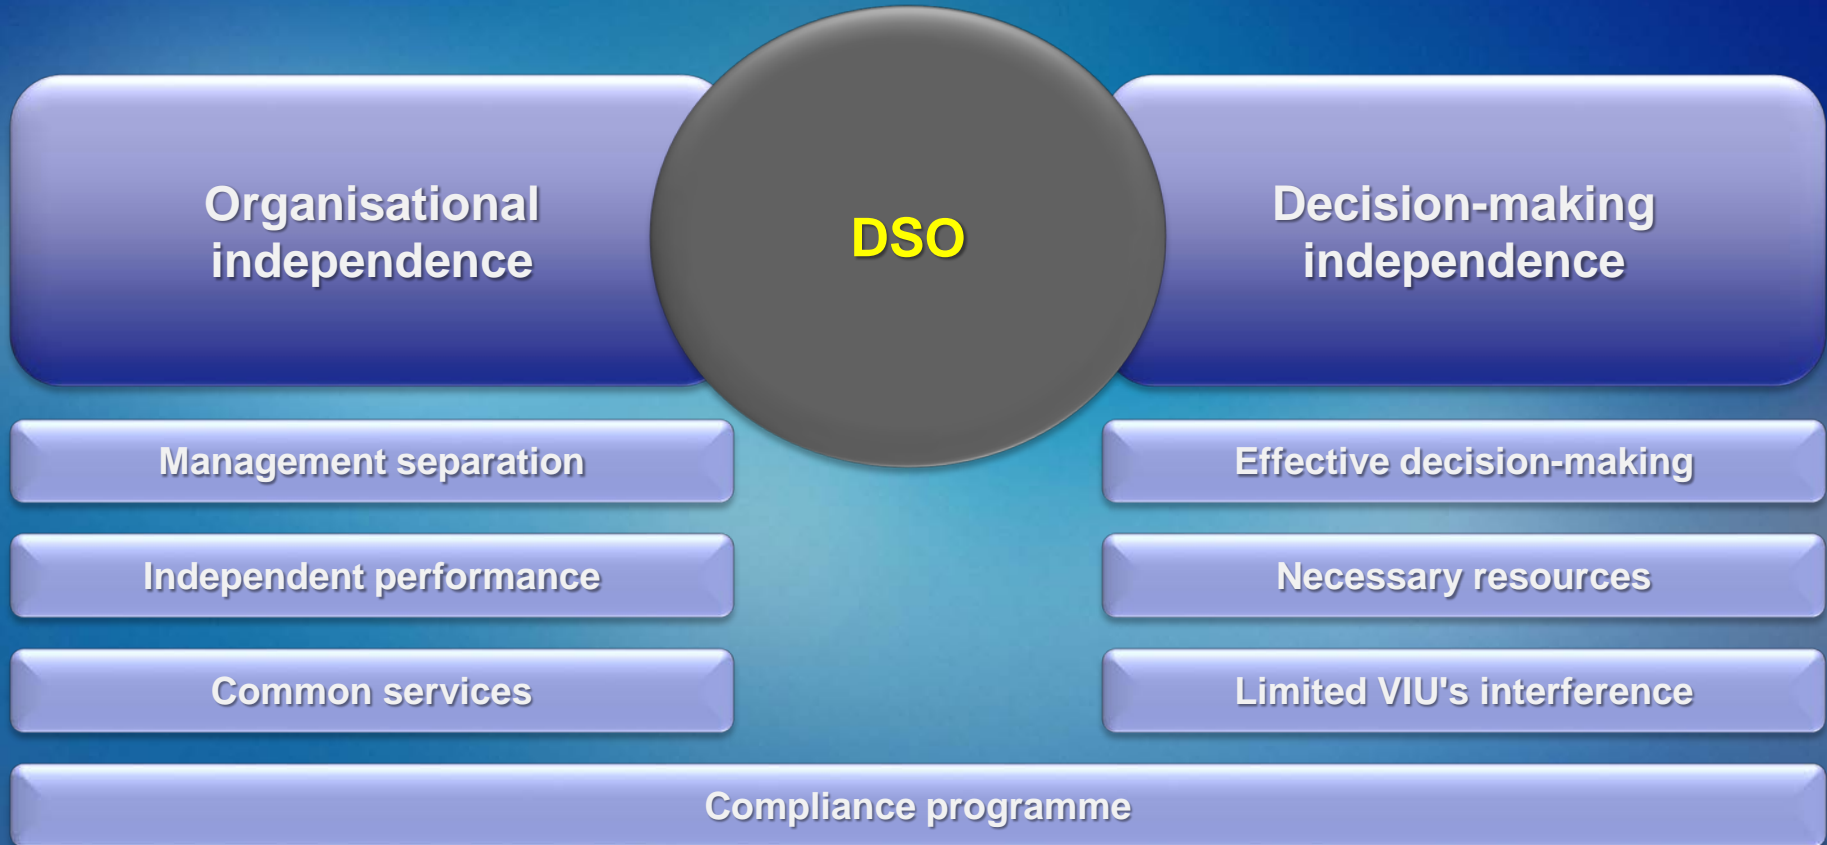 Organisational
independence
DSO
Decision-making
independence
Management separation
Effective decision-making
Independent performance
Necessary resources
Common services
Limited VIU's interference
Compliance programme